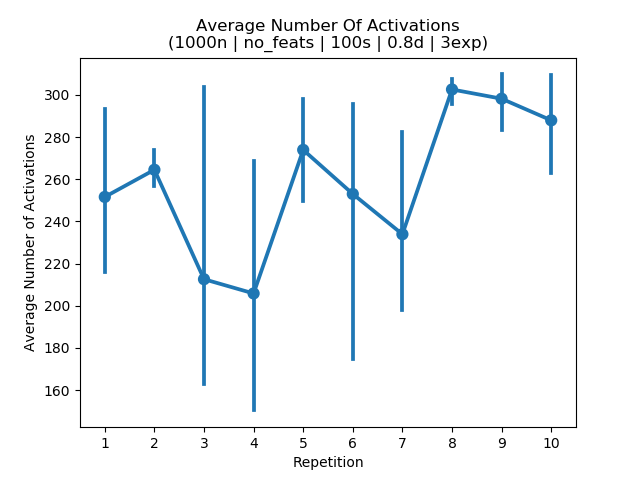 Average Number Of Activations
(1000n | no_feats | 100s | 0.8d | 3exp)
Average Number of Activations
300
280
260
240
220
200
180
160
1 2 3 4 5 6 7 8 9 10
Repetition